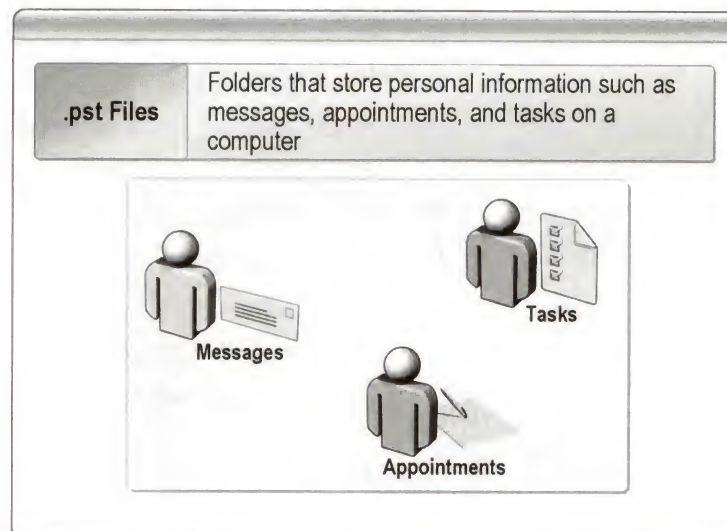 .pst Files
Folders that store personal information such as
messages, appointments, and tasks on a
computer
Tasks
Messages
Appointments